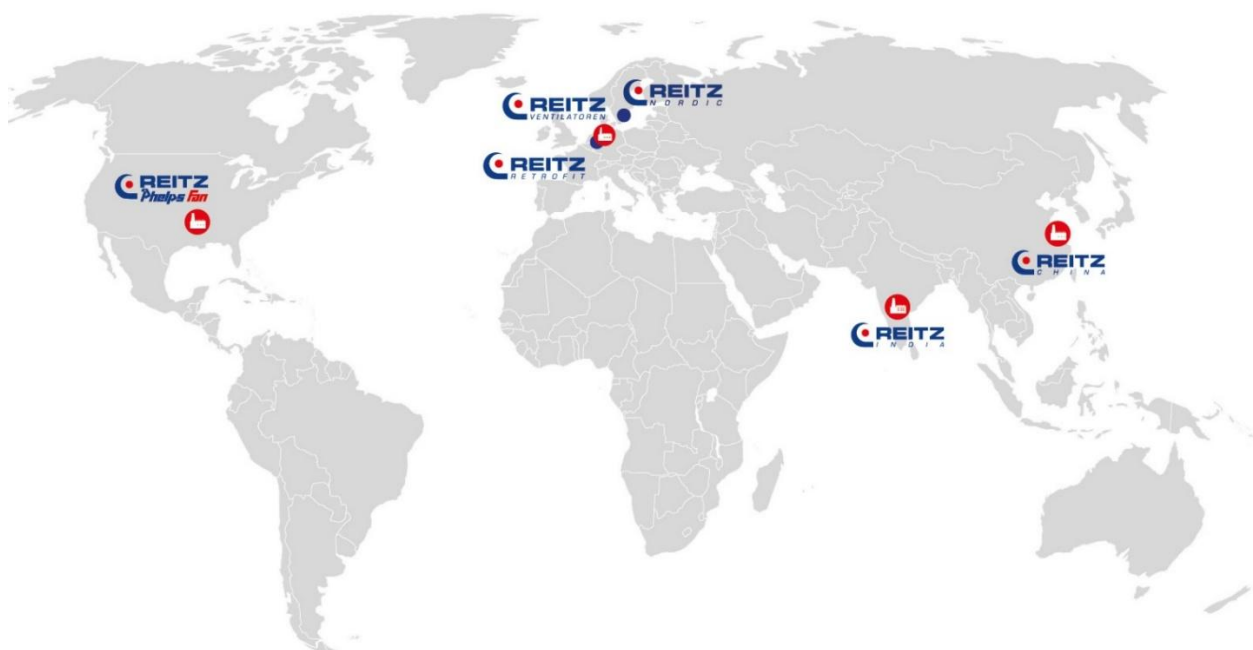 REITZ
NORDIC
REITZ
VENTILATOREN
REITZ
RETROFIT
REITZ
Phelps Fan
REITZ
CHINA
REITZ
INDIA